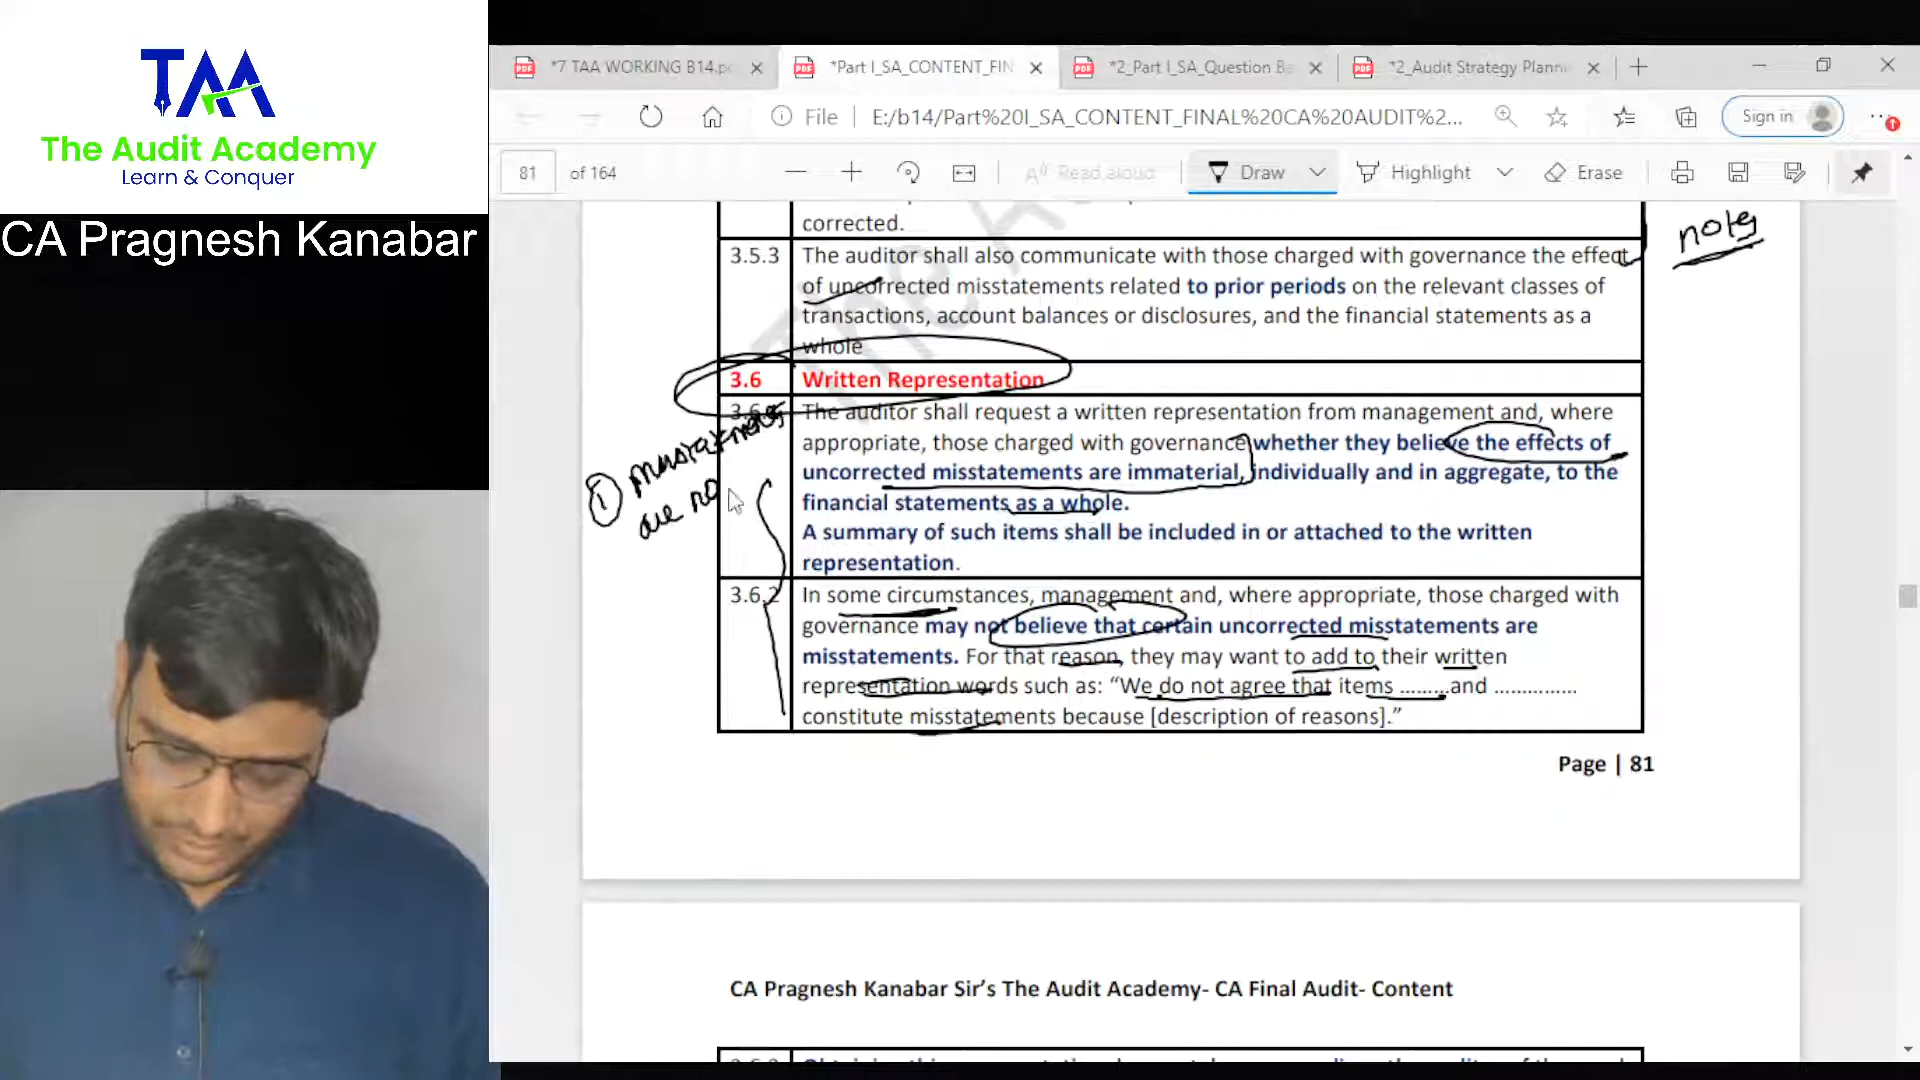 TAA
The Audit Academy
Learn & Conquer
CA Pragnesh Kanabar
*7 TAA WORKING B14.pc
*Part I_SA_CONTENT_FIN
*2_Part I_SA_Question Ba
*2_Audit Strategy Planni
File
E:/b14/Part%20I_SA_CONTENT_FINAL%20CA%20AUDIT%2...
Sign in
81 of 164
Read aloud
Draw
Highlight
Erase
corrected.
notes
3.5.3 The auditor shall also communicate with those charged with governance the effect
of uncorrected misstatements related to prior periods on the relevant classes of
transactions, account balances or disclosures, and the financial statements as a
whole
3.6 Written Representation
The auditor shall request a written representation from management and, where
appropriate, those charged with governance whether they believe the effects of
uncorrected misstatements are immaterial, individually and in aggregate, to the
financial statements as a whole.
A summary of such items shall be included in or attached to the written
representation.
are no
3.6.2 In some circumstances, management and, where appropriate, those charged with
governance may not believe that certain uncorrected misstatements are
misstatements. For that reason, they may want to add to their written
representation words such as: “We do not agree that items .........and ...............
constitute misstatements because [description of reasons].”
Page | 81
CA Pragnesh Kanabar Sir’s The Audit Academy- CA Final Audit- Content